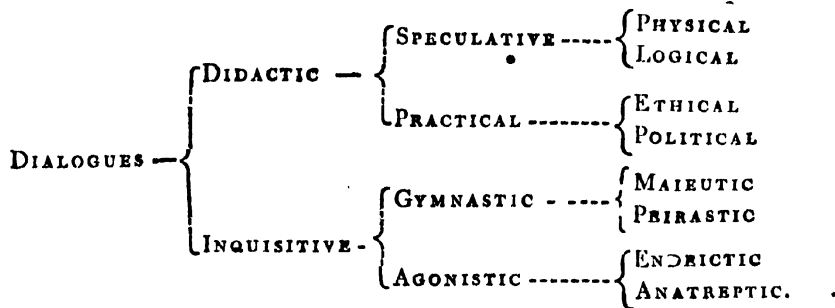 SPECULATIVE PHYSICAL
LOGICAL
DIDACTIC
PRACTICAL ETHICAL
POLITICAL
DIALOGUES
GYMNASTIC MAIEUTIC
PEIRASTIC
INQUISITIVE
AGONISTIC ENDEICTIC
ANATREPTIC.